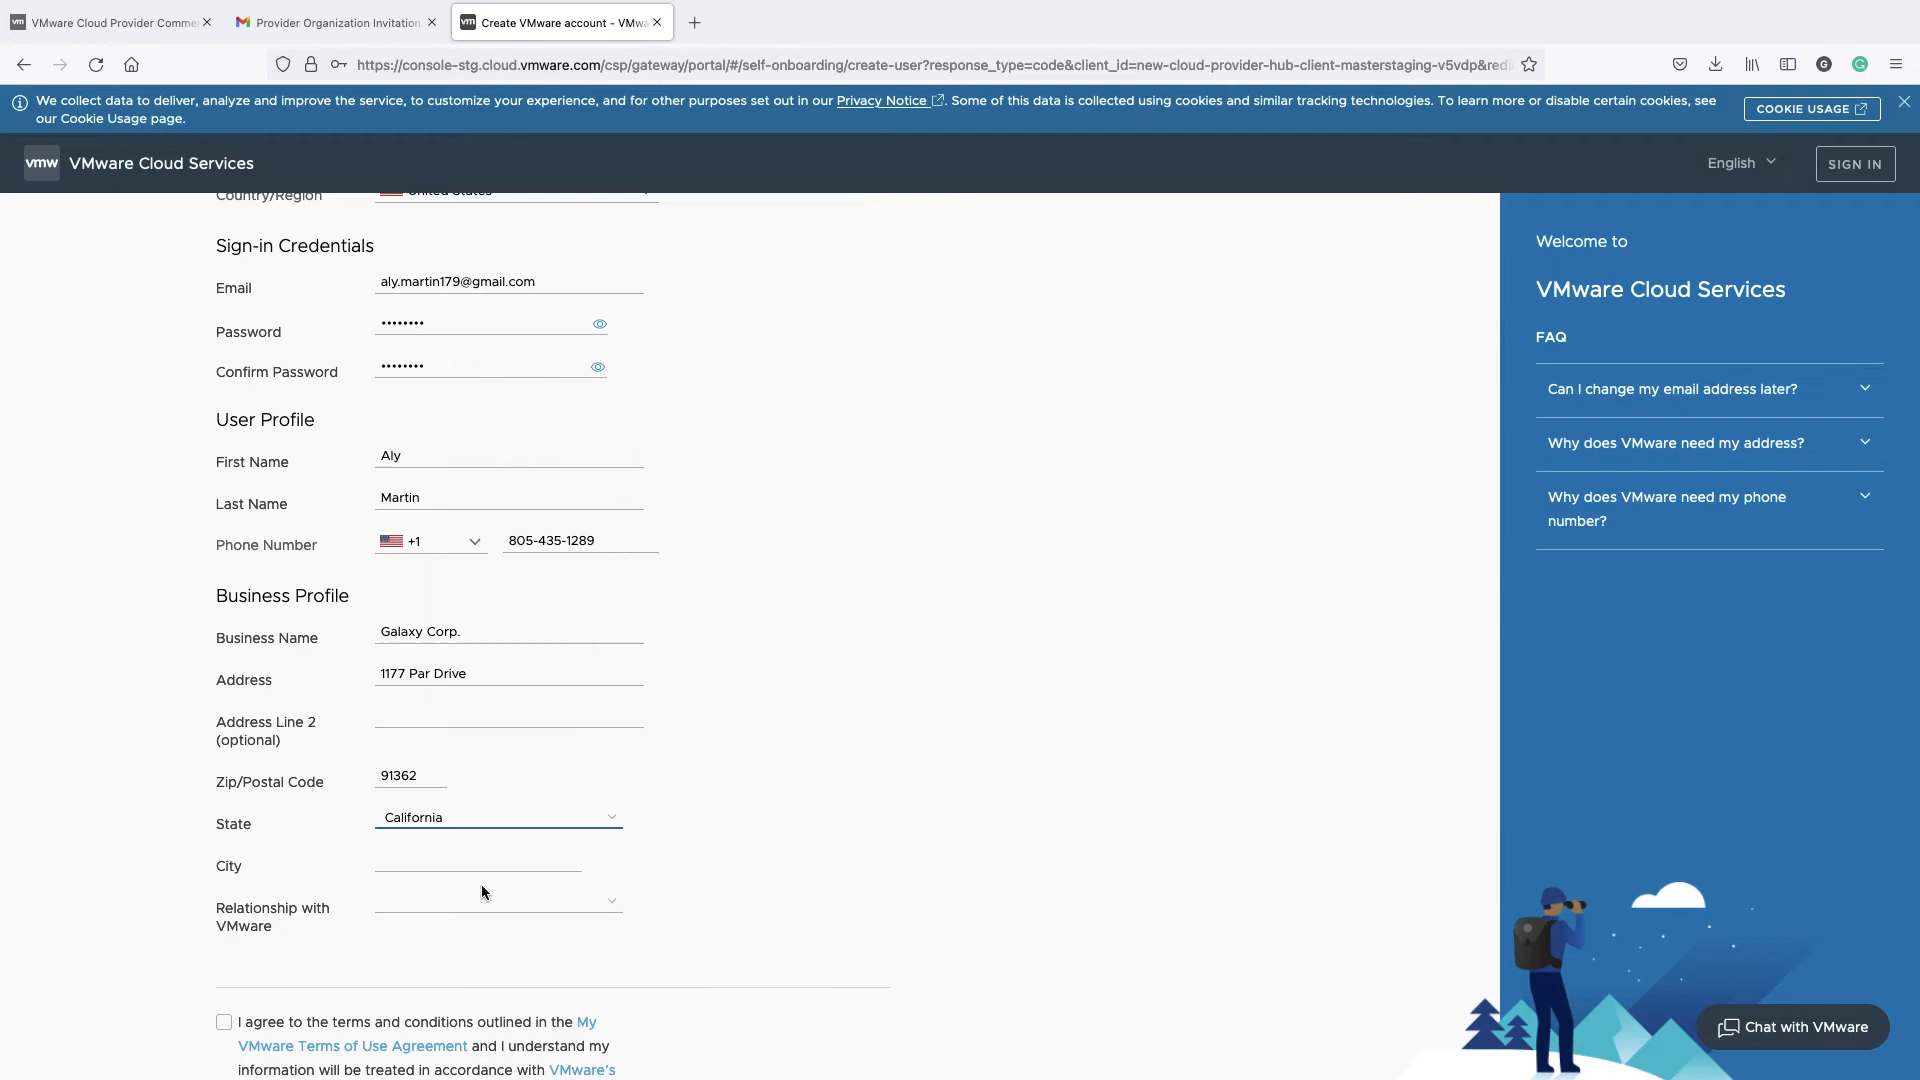 VMware Cloud Provider Comme
Provider Organization Invitation
Create VMware account - VMwa
https://console-stg.cloud.vmware.com/csp/gateway/portal/#/self-onboarding/create-user?response_type=code&client_id=new-cloud-provider-hub-client-masterstaging-v5vdp&redi
We collect data to deliver, analyze and improve the service, to customize your experience, and for other purposes set out in our Privacy Notice. Some of this data is collected using cookies and similar tracking technologies. To learn more or disable certain cookies, see
our Cookie Usage page.
COOKIE USAGE
vmw VMware Cloud Services
English
SIGN IN
Country/Region United States
Sign-in Credentials
Email aly.martin179@gmail.com
Password ••••••••
Confirm Password ••••••••
User Profile
First Name Aly
Last Name Martin
Phone Number +1 805-435-1289
Business Profile
Business Name Galaxy Corp.
Address 1177 Par Drive
Address Line 2
(optional)
Zip/Postal Code 91362
State California
City
Relationship with
VMware
I agree to the terms and conditions outlined in the My
VMware Terms of Use Agreement and I understand my
information will be treated in accordance with VMware's
Welcome to
VMware Cloud Services
FAQ
Can I change my email address later?
Why does VMware need my address?
Why does VMware need my phone
number?
Chat with VMware